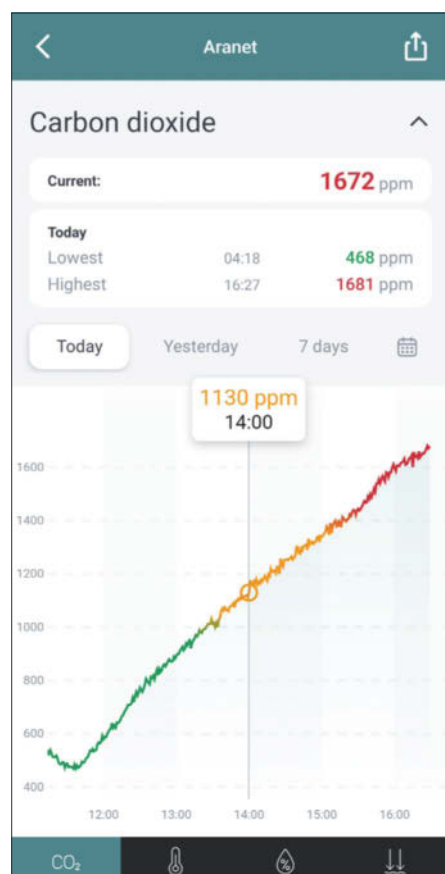 Aranet
Carbon dioxide
Current: 1672 ppm
Today
Lowest 04:18 468 ppm
Highest 16:27 1681 ppm
Today Yesterday 7 days
1130 ppm
14:00
1600
1400
1200
1000
800
600
400
12:00 13:00 14:00 15:00 16:00
CO₂ %